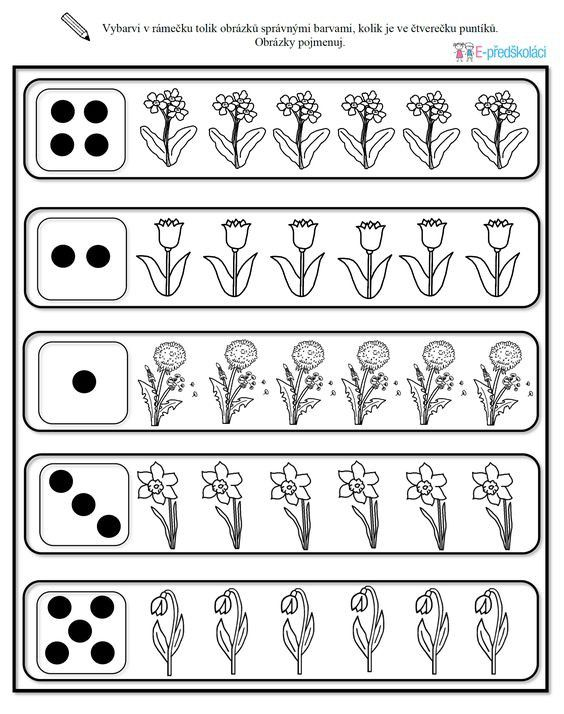 Vybarvi v rámečku tolik obrázků správnými barvami, kolik je ve čtverečku puntíků.
Obrázky pojmenuj.
E-předškoláci